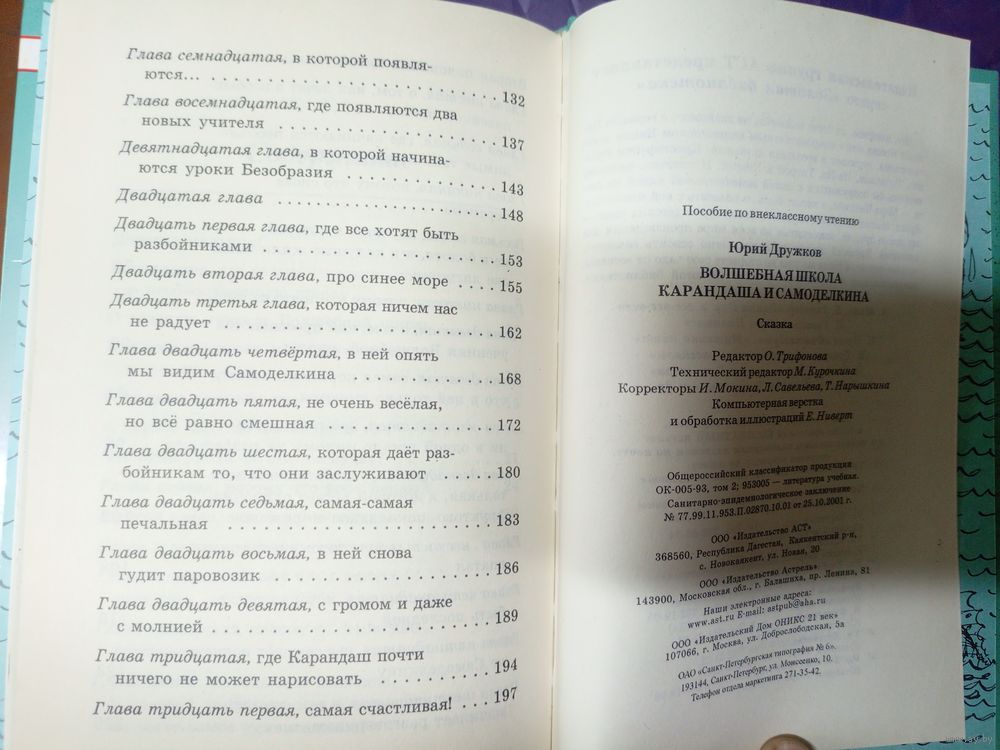 Глава семнадцатая, в которой появля-
ются... 132
Глава восемнадцатая, где появляются два
новых учителя 137
Девятнадцатая глава, в которой начина-
ются уроки Безобразия 143
Двадцатая глава 148
Двадцать первая глава, где все хотят быть
разбойниками 153
Двадцать вторая глава, про синее море 155
Двадцать третья глава, которая ничем нас
не радует 162
Глава двадцать четвёртая, в ней опять
мы видим Самоделкина 168
Глава двадцать пятая, не очень весёлая,
но всё равно смешная 172
Глава двадцать шестая, которая даёт раз-
бойникам то, что они заслуживают 180
Глава двадцать седьмая, самая-самая
печальная 183
Глава двадцать восьмая, в ней снова
гудит паровозик 186
Глава двадцать девятая, с громом и даже
с молнией 189
Глава тридцатая, где Карандаш почти
ничего не может нарисовать 194
Глава тридцать первая, самая счастливая! 197
Пособие по внеклассному чтению
Юрий Дружков
ВОЛШЕБНАЯ ШКОЛА
КАРАНДАША И САМОДЕЛКИНА
Сказка
Редактор О. Трифонова
Технический редактор М. Курочкина
Корректоры И. Мокина, Л. Савельева, Т. Нарышкина
Компьютерная верстка
и обработка иллюстраций Е. Ниверт
Общероссийский классификатор продукции
ОК-005-93, том 2; 953005 — литература учебная.
Санитарно-эпидемиологическое заключение
№ 77.99.11.953.П.02870.10.01 от 25.10.2001 г.
ООО «Издательство АСТ»
368560, Республика Дагестан, Каякентский р-н,
с. Новокаякент, ул. Новая, 20
ООО «Издательство Астрель»
143900, Московская обл., г. Балашиха, пр. Ленина, 81
Наши электронные адреса:
www.ast.ru E-mail: astpub@aha.ru
ООО «Издательский Дом ОНИКС 21 век»
107066, г. Москва, ул. Доброслободская, 5а
ОАО «Санкт-Петербургская типография № 6».
193144, Санкт-Петербург, ул. Моисеенко, 10.
Телефон отдела маркетинга 271-35-42.